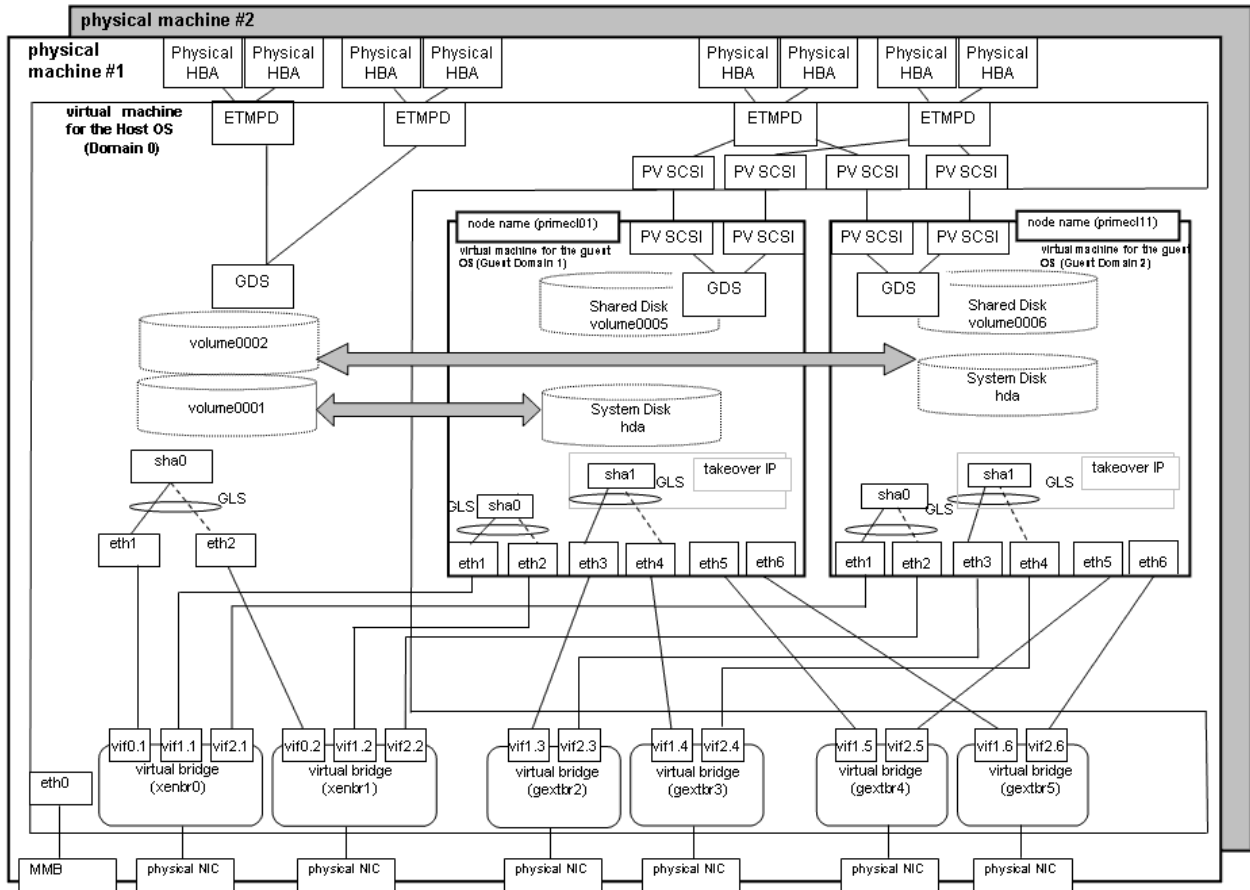 physical machine #2
physical
machine #1
Physical
HBA
Physical
HBA
Physical
HBA
Physical
HBA
Physical
HBA
Physical
HBA
Physical
HBA
Physical
HBA
virtual machine
for the Host OS
(Domain 0)
ETMPD
ETMPD
ETMPD
ETMPD
PV SCSI
PV SCSI
PV SCSI
PV SCSI
node name (primecl01)
node name (primecl11)
PV SCSI
PV SCSI
PV SCSI
PV SCSI
virtual machine for the guest
OS (Guest Domain 1)
virtual machine for the guest
OS (Guest Domain 2)
GDS
GDS
GDS
Shared Disk
volume0005
Shared Disk
volume0006
volume0002
System Disk
hda
volume0001
System Disk
hda
sha0
GLS
sha1
GLS
takeover IP
sha1
GLS
takeover IP
GLS
sha0
sha0
GLS
eth1
eth2
eth1
eth2
eth3
eth4
eth5
eth6
eth1
eth2
eth3
eth4
eth5
eth6
vif0.1
vif1.1
vif2.1
vif0.2
vif1.2
vif2.2
vif1.3
vif2.3
vif1.4
vif2.4
vif1.5
vif2.5
vif1.6
vif2.6
eth0
virtual bridge
(xenbr0)
virtual bridge
(xenbr1)
virtual bridge
(gextbr2)
virtual bridge
(gextbr3)
virtual bridge
(gextbr4)
virtual bridge
(gextbr5)
MMB
physical NIC
physical NIC
physical NIC
physical NIC
physical NIC
physical NIC